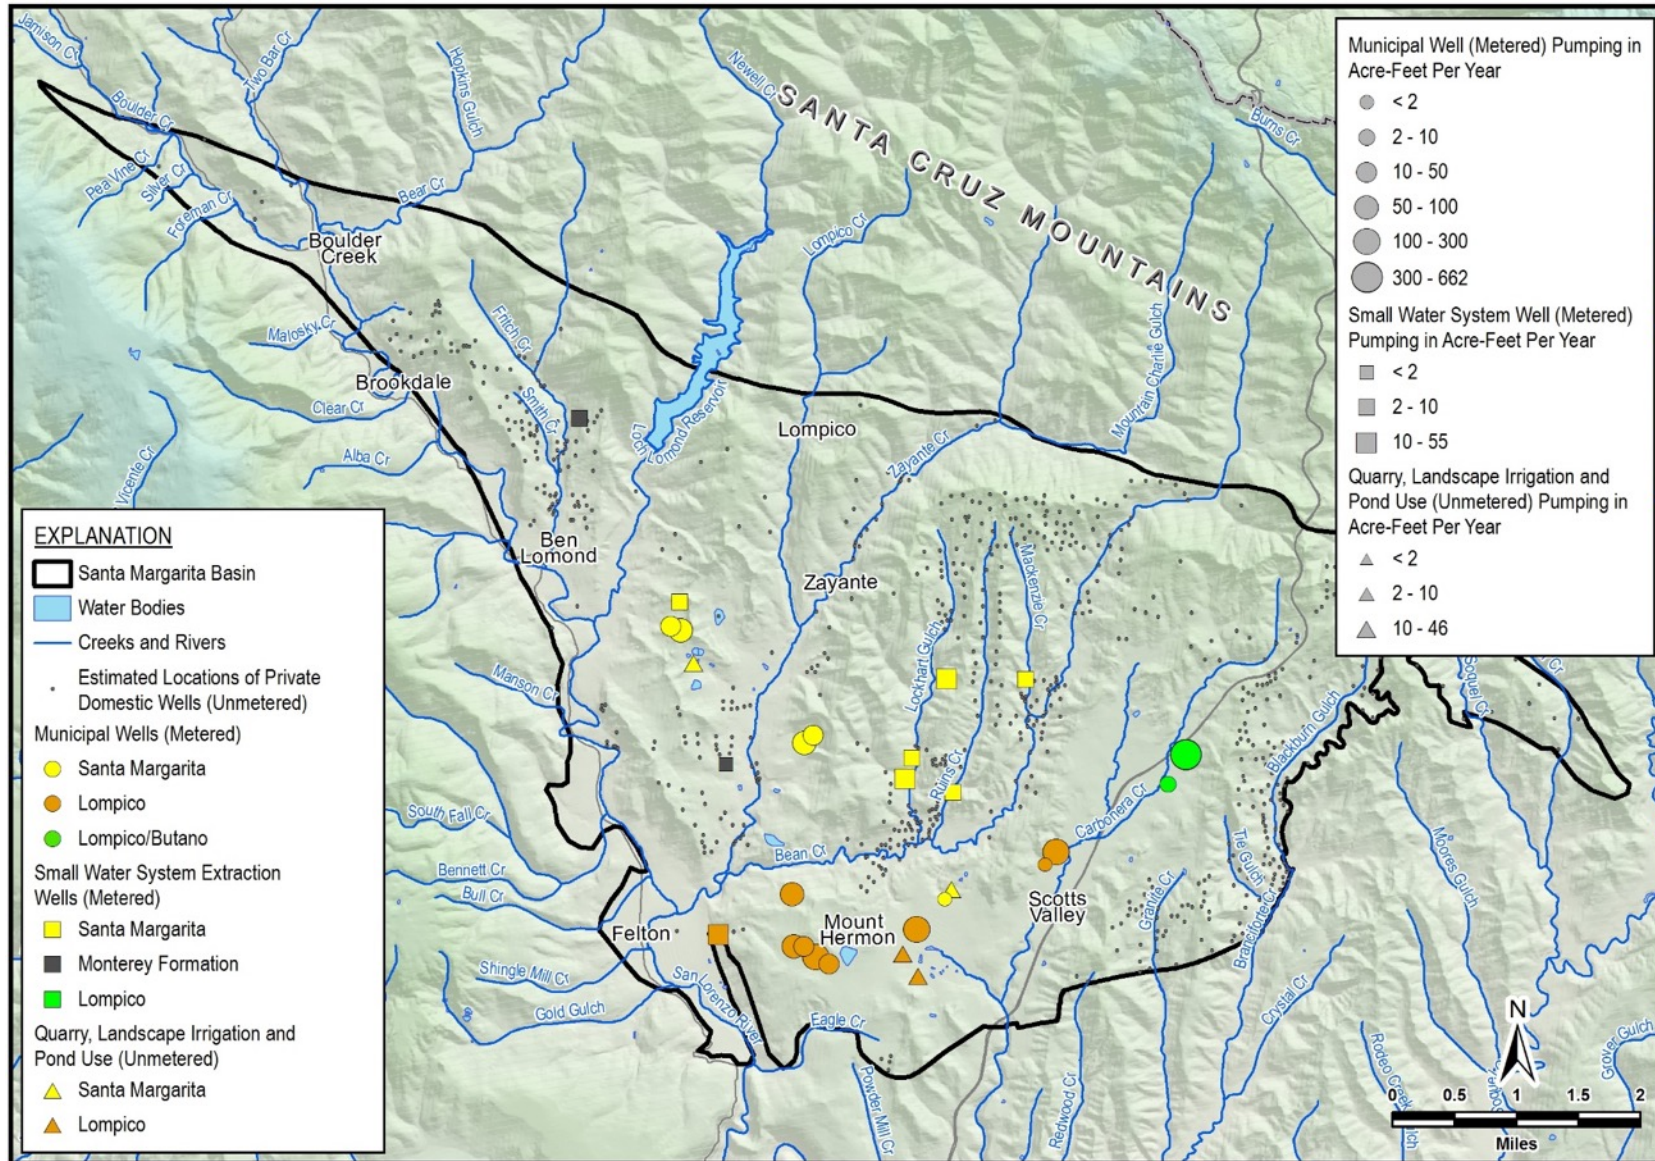 Jamison Cr
Two Bar Cr
Hopkins Gulch
Newell Cr
SANTA CRUZ MOUNTAINS
Burns Cr
Boulder Cr
Pea Vine Cr
Silver Cr
Foreman Cr
Bear Cr
Boulder
Creek
Lompico Cr
Mountain Charlie Gulch
Malosky Cr
Fritch Cr
Brookdale
Clear Cr
Smith Cr
Loch Lomond Reservoir
Lompico
Zayante Cr
Alba Cr
Vicente Cr
Ben
Lomond
Zayante
Mackenzie Cr
Lockhart Gulch
Manson Cr
Ruins Cr
Soquel Cr
Blackburn Gulch
South Fall Cr
Carbonera Cr
Bean Cr
Tie Gulch
Moores Gulch
Bennett Cr
Bull Cr
Granite Cr
Scotts
Valley
Mount
Hermon
Felton
Branciforte Cr
Shingle Mill Cr
San Lorenzo River
Gold Gulch
Eagle Cr
Crystal Cr
Powder Mill Cr
Redwood Cr
Rodeo Creek
Gulch
Grover Gulch
EXPLANATION
Santa Margarita Basin
Water Bodies
Creeks and Rivers
Estimated Locations of Private
Domestic Wells (Unmetered)
Municipal Wells (Metered)
Santa Margarita
Lompico
Lompico/Butano
Small Water System Extraction
Wells (Metered)
Santa Margarita
Monterey Formation
Lompico
Quarry, Landscape Irrigation and
Pond Use (Unmetered)
Santa Margarita
Lompico
Municipal Well (Metered) Pumping in
Acre-Feet Per Year
< 2
2 - 10
10 - 50
50 - 100
100 - 300
300 - 662
Small Water System Well (Metered)
Pumping in Acre-Feet Per Year
< 2
2 - 10
10 - 55
Quarry, Landscape Irrigation and
Pond Use (Unmetered) Pumping in
Acre-Feet Per Year
< 2
2 - 10
10 - 46
N
0 0.5 1 1.5 2
Miles